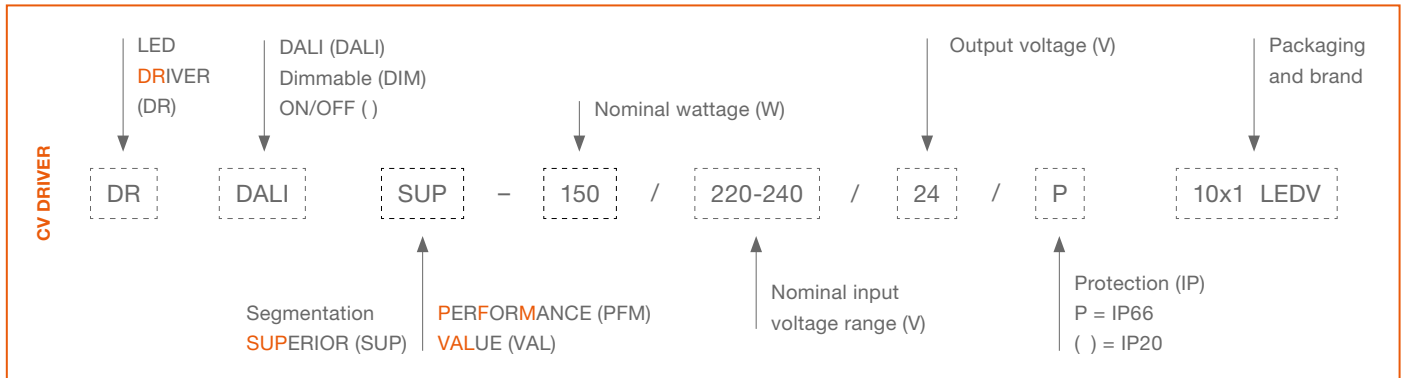 LED
DRIVER
(DR)
DALI (DALI)
Dimmable (DIM)
ON/OFF ( )
Nominal wattage (W)
Output voltage (V)
Packaging
and brand
CV DRIVER
DR DALI SUP – 150 / 220-240 / 24 / P 10x1 LEDV
Segmentation
SUPERIOR (SUP)
PERFORMANCE (PFM)
VALUE (VAL)
Nominal input
voltage range (V)
Protection (IP)
P = IP66
( ) = IP20